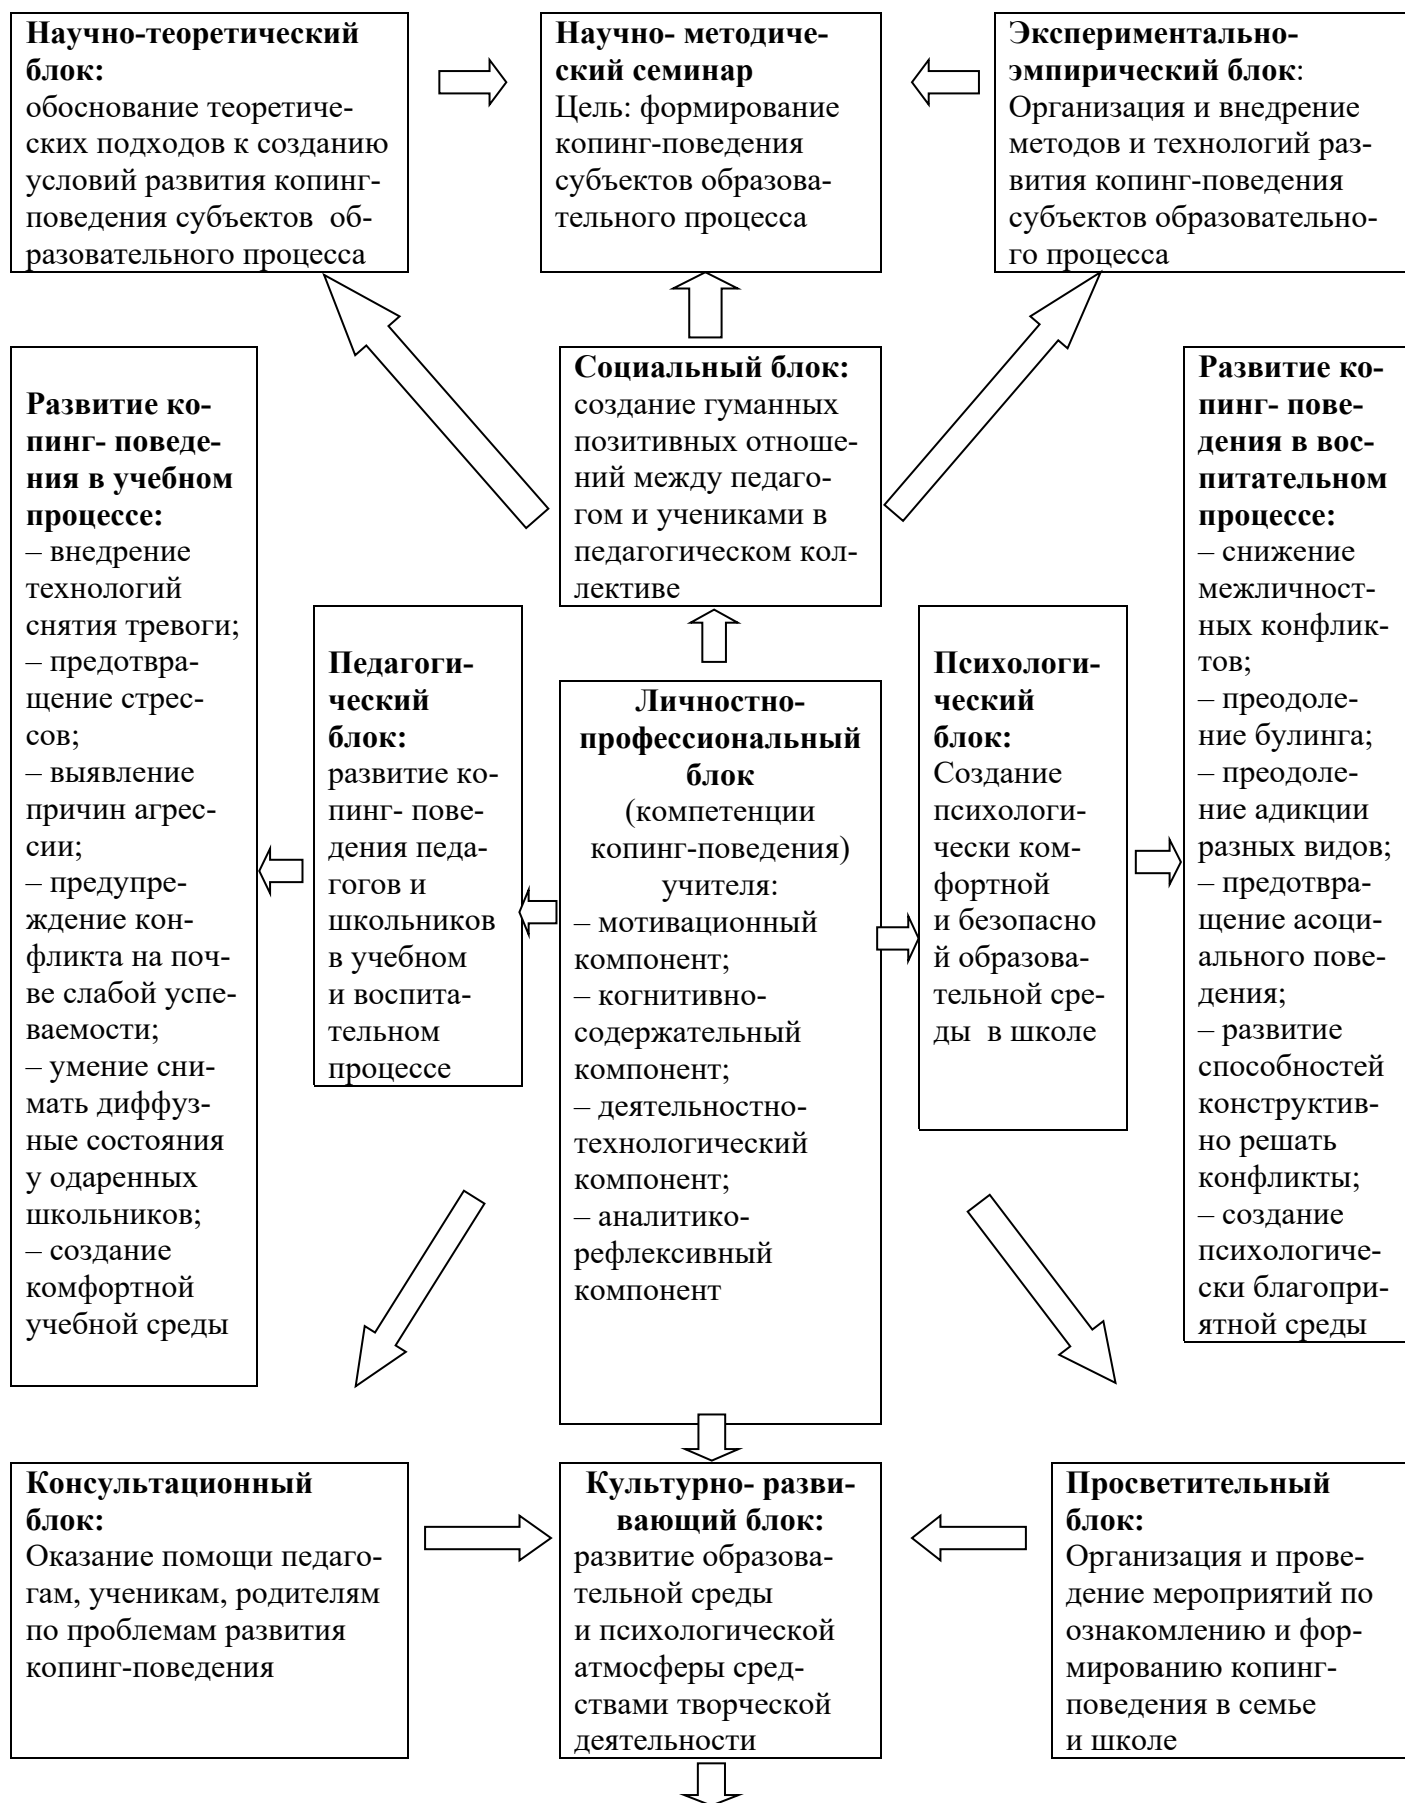 Научно-теоретический
блок:
обоснование теоретиче-
ских подходов к созданию
условий развития копинг-
поведения субъектов об-
разовательного процесса
Научно- методиче-
ский семинар
Цель: формирование
копинг-поведения
субъектов образова-
тельного процесса
Экспериментально-
эмпирический блок:
Организация и внедрение
методов и технологий раз-
вития копинг-поведения
субъектов образовательно-
го процесса
Развитие ко-
пинг- поведе-
ния в учебном
процессе:
– внедрение
технологий
снятия тревоги;
– предотвра-
щение стрес-
сов;
– выявление
причин агрес-
сии;
– предупре-
ждение кон-
фликта на поч-
ве слабой успе-
ваемости;
– умение сни-
мать диффуз-
ные состояния
у одаренных
школьников;
– создание
комфортной
учебной среды
Педагоги-
ческий
блок:
развитие ко-
пинг- пове-
дения педа-
гогов и
школьников
в учебном
и воспита-
тельном
процессе
Социальный блок:
создание гуманных
позитивных отноше-
ний между педаго-
гом и учениками в
педагогическом кол-
лективе
Личностно-
профессиональный
блок
(компетенции
копинг-поведения)
учителя:
– мотивационный
компонент;
– когнитивно-
содержательный
компонент;
– деятельностно-
технологический
компонент;
– аналитико-
рефлексивный
компонент
Психологи-
ческий
блок:
Создание
психологи-
чески ком-
фортной
и безопасно
й образова-
тельной сре-
ды в школе
Развитие ко-
пинг- пове-
дения в вос-
питательном
процессе:
– снижение
межличност-
ных конфлик-
тов;
– преодоле-
ние булинга;
– преодоле-
ние адикции
разных видов;
– предотвра-
щение асоци-
ального пове-
дения;
– развитие
способностей
конструктив-
но решать
конфликты;
– создание
психологиче-
ски благопри-
ятной среды
Консультационный
блок:
Оказание помощи педаго-
гам, ученикам, родителям
по проблемам развития
копинг-поведения
Культурно- разви-
вающий блок:
развитие образова-
тельной среды
и психологической
атмосферы сред-
ствами творческой
деятельности
Просветительный
блок:
Организация и прове-
дение мероприятий по
ознакомлению и фор-
мированию копинг-
поведения в семье
и школе